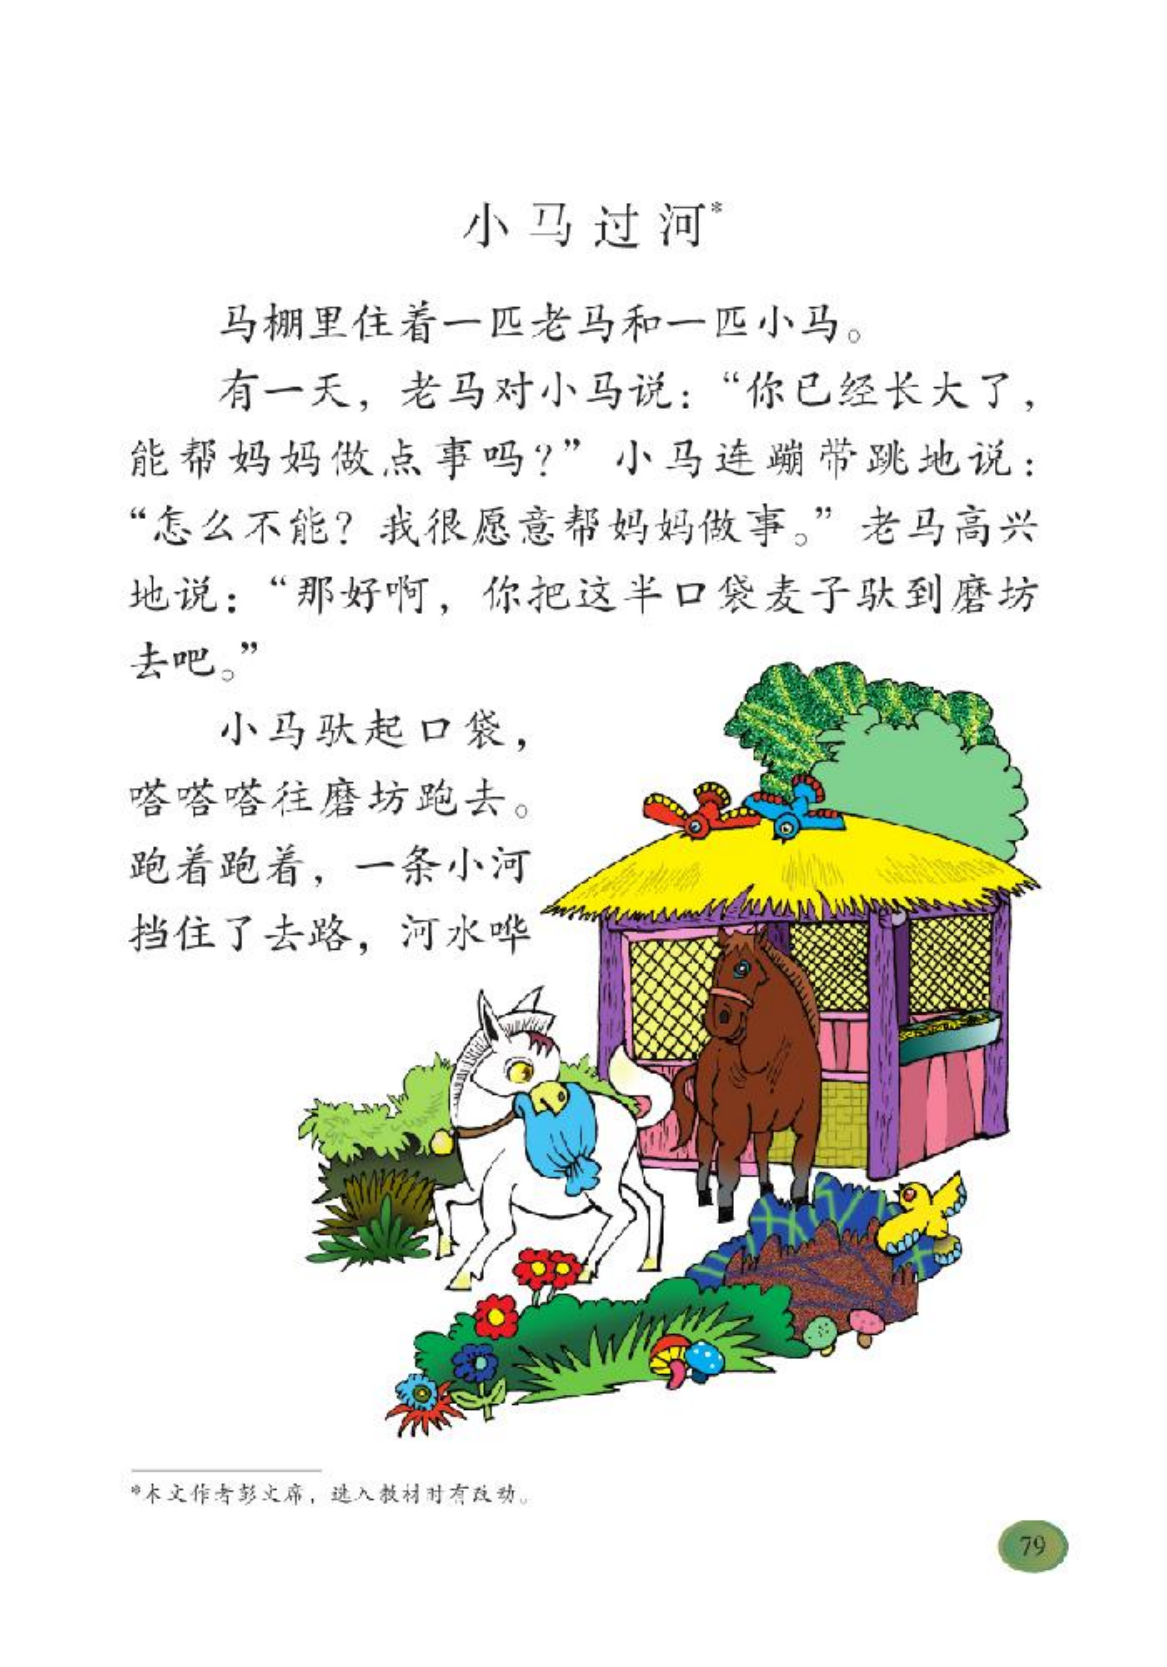 小马过河*
马棚里住着一匹老马和一匹小马。
有一天，老马对小马说：“你已经长大了，
能帮妈妈做点事吗？”小马连蹦带跳地说：
“怎么不能？我很愿意帮妈妈做事。”老马高兴
地说：“那好啊，你把这半口袋麦子驮到磨坊
去吧。”
小马驮起口袋，
嗒嗒嗒往磨坊跑去。
跑着跑着，一条小河
挡住了去路，河水哗
*本文作者彭文席，选入教材时有改动。
79